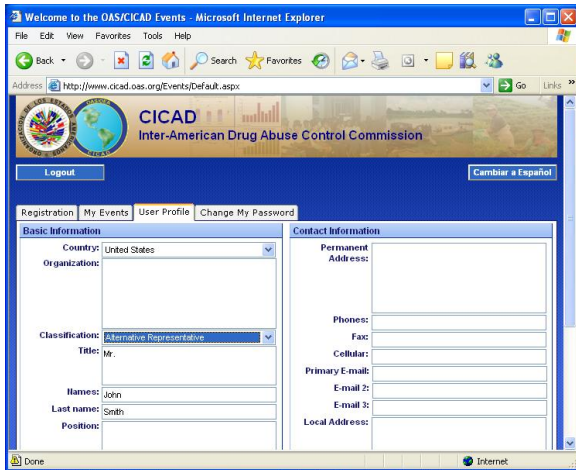 Welcome to the OAS/CICAD Events - Microsoft Internet Explorer
File Edit View Favorites Tools Help
Back Search Favorites
Address http://www.cicad.oas.org/Events/Default.aspx Go Links »
CICAD
Inter-American Drug Abuse Control Commission
Logout Cambiar a Español
Registration My Events User Profile Change My Password
Basic Information Contact Information
Country: United States
Permanent Address:
Organization:
Phones:
Classification: Alternative Representative
Fax:
Title: Mr.
Cellular:
Primary E-mail:
Names: John
E-mail 2:
Last name: Smith
E-mail 3:
Position:
Local Address:
Done Internet